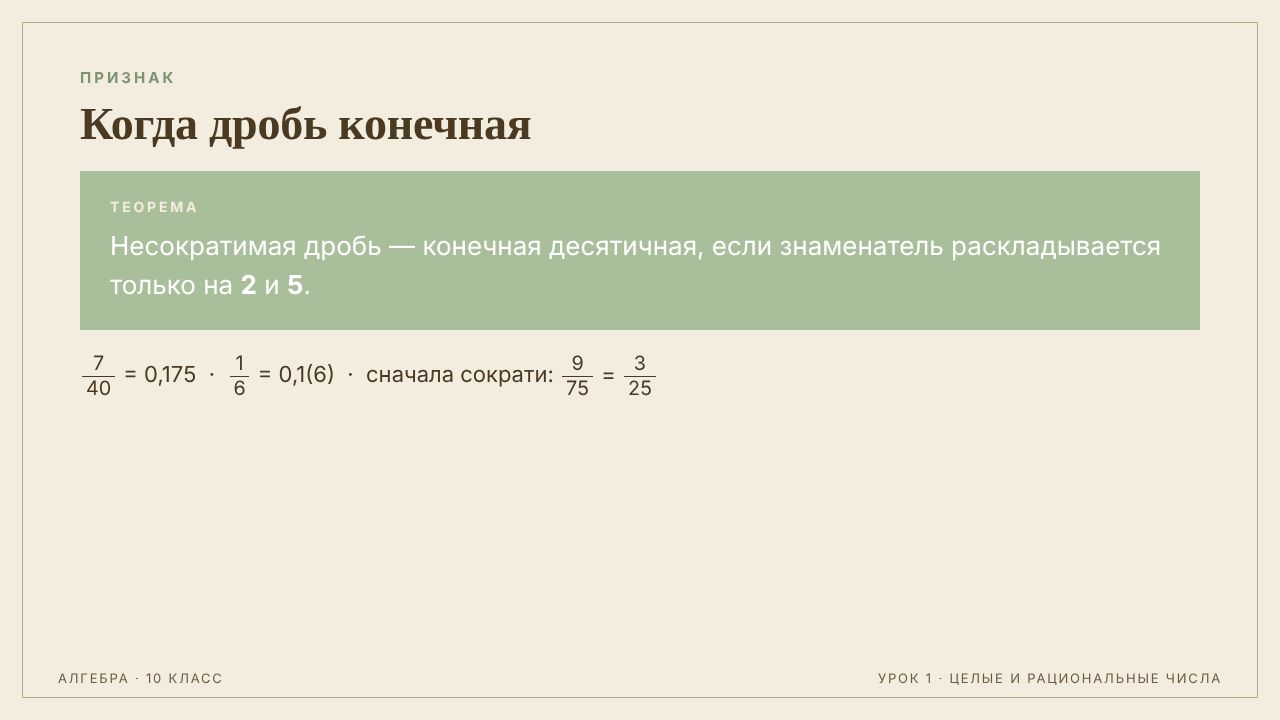 ПРИЗНАК
Когда дробь конечная
ТЕОРЕМА
Несократимая дробь — конечная десятичная, если знаменатель раскладывается
только на 2 и 5.
7/40 = 0,175 · 1/6 = 0,1(6) · сначала сократи: 9/75 = 3/25
АЛГЕБРА · 10 КЛАСС
УРОК 1 · ЦЕЛЫЕ И РАЦИОНАЛЬНЫЕ ЧИСЛА